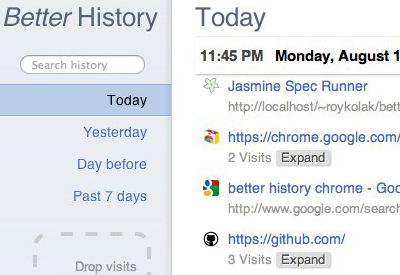 Better History
Search history
Today
Yesterday
Day before
Past 7 days
Drop visits
Today
11:45 PM Monday, August 1
Jasmine Spec Runner
http://localhost/~roykolak/bett
https://chrome.google.com/
2 Visits Expand
better history chrome - Goo
http://www.google.com/search
https://github.com/
3 Visits Expand